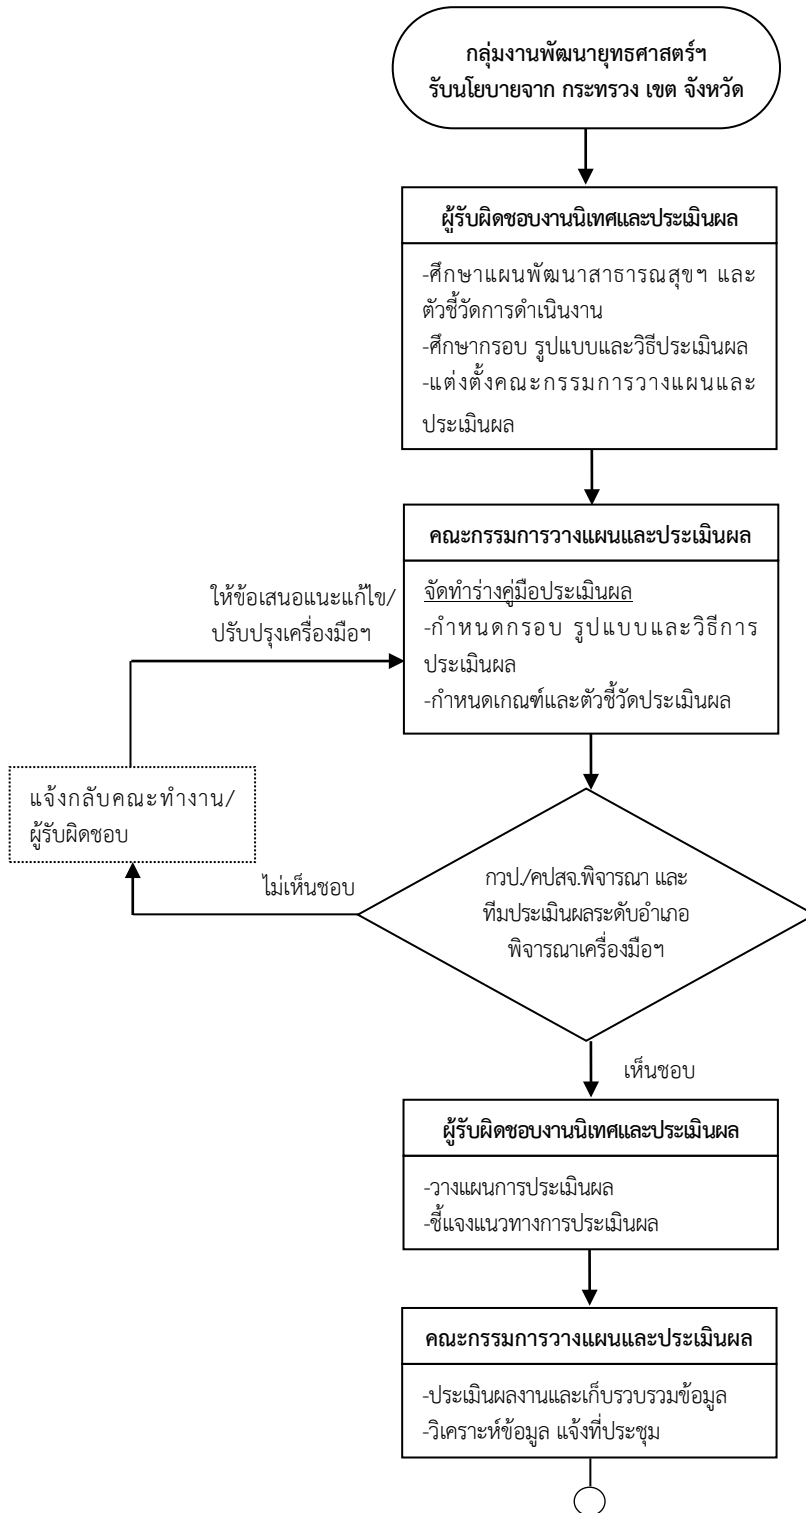 กลุ่มงานพัฒนายุทธศาสตร์ฯ
รับนโยบายจาก กระทรวง เขต จังหวัด
ผู้รับผิดชอบงานนิเทศและประเมินผล
-ศึกษาแผนพัฒนาสาธารณสุขฯ และ
ตัวชี้วัดการดำเนินงาน
-ศึกษากรอบ รูปแบบและวิธีประเมินผล
-แต่งตั้งคณะกรรมการวางแผนและ
ประเมินผล
คณะกรรมการวางแผนและประเมินผล
จัดทำร่างคู่มือประเมินผล
-กำหนดกรอบ รูปแบบและวิธีการ
ประเมินผล
-กำหนดเกณฑ์และตัวชี้วัดประเมินผล
ให้ข้อเสนอแนะแก้ไข/
ปรับปรุงเครื่องมือฯ
แจ้งกลับคณะทำงาน/
ผู้รับผิดชอบ
ไม่เห็นชอบ
กวป./คปสจ.พิจารณา และ
ทีมประเมินผลระดับอำเภอ
พิจารณาเครื่องมือฯ
เห็นชอบ
ผู้รับผิดชอบงานนิเทศและประเมินผล
-วางแผนการประเมินผล
-ชี้แจงแนวทางการประเมินผล
คณะกรรมการวางแผนและประเมินผล
-ประเมินผลงานและเก็บรวบรวมข้อมูล
-วิเคราะห์ข้อมูล แจ้งที่ประชุม